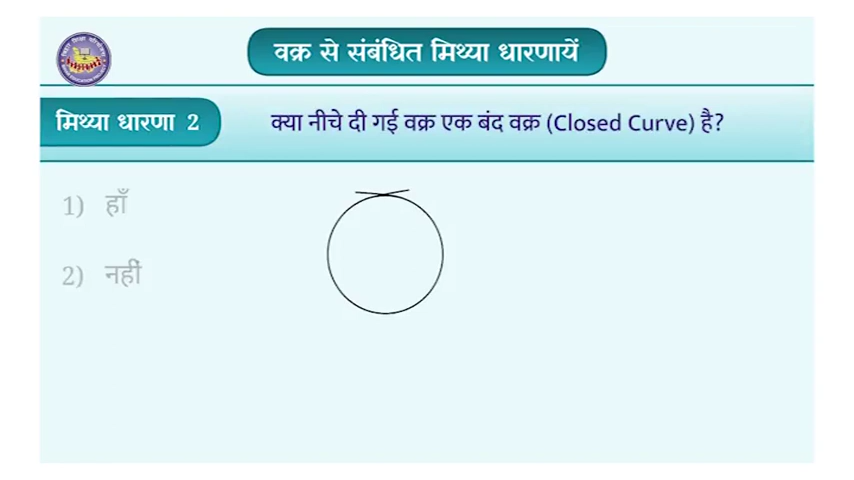 वक्र से संबंधित मिथ्या धारणायें
मिथ्या धारणा 2
क्या नीचे दी गई वक्र एक बंद वक्र (Closed Curve) है?
1) हाँ
2) नहीं